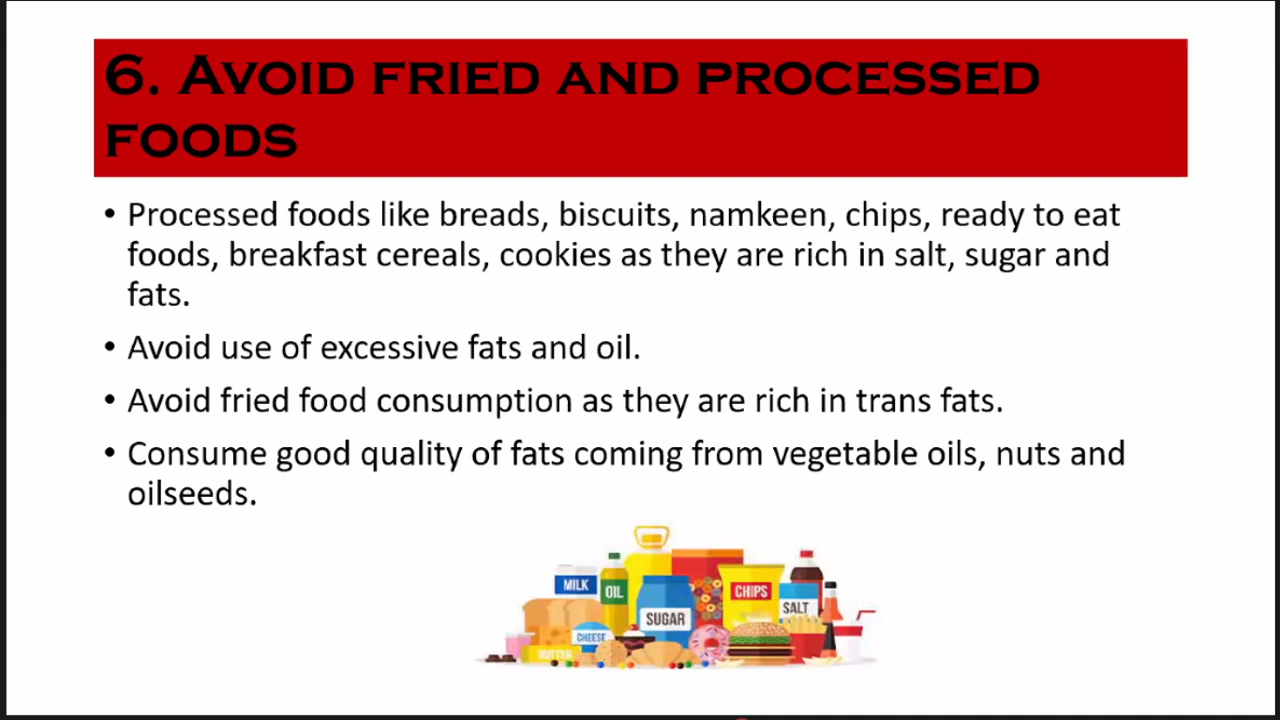 6. AVOID FRIED AND PROCESSED
FOODS
• Processed foods like breads, biscuits, namkeen, chips, ready to eat
foods, breakfast cereals, cookies as they are rich in salt, sugar and
fats.
• Avoid use of excessive fats and oil.
• Avoid fried food consumption as they are rich in trans fats.
• Consume good quality of fats coming from vegetable oils, nuts and
oilseeds.
MILK
OIL
CHIPS
SUGAR
SALT
CHEESE
BUTTER